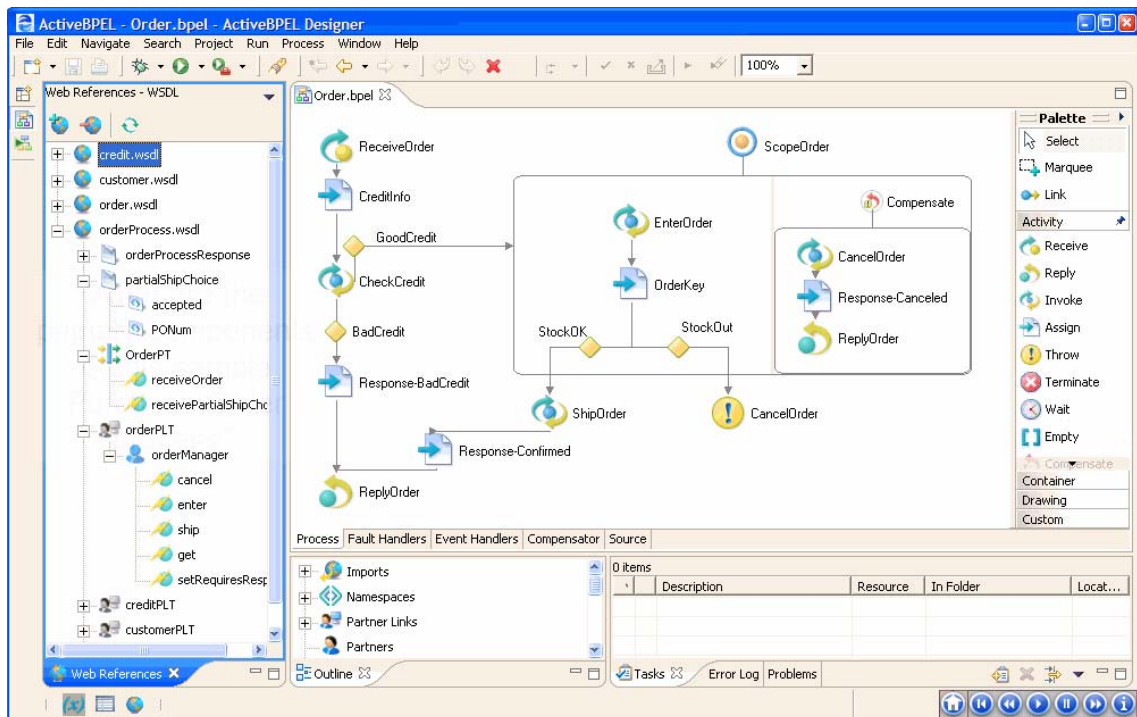 ActiveBPEL - Order.bpel - ActiveBPEL Designer
File Edit Navigate Search Project Run Process Window Help
100%
Web References - WSDL
credit.wsdl
customer.wsdl
order.wsdl
orderProcess.wsdl
orderProcessResponse
partialShipChoice
accepted
PONum
OrderPT
receiveOrder
receivePartialShipChc
orderPLT
orderManager
cancel
enter
ship
get
setRequiresResp
creditPLT
customerPLT
Web References
Order.bpel
ReceiveOrder
CreditInfo
GoodCredit
CheckCredit
BadCredit
Response-BadCredit
Response-Confirmed
ReplyOrder
ScopeOrder
EnterOrder
OrderKey
StockOK
StockOut
ShipOrder
CancelOrder
Compensate
CancelOrder
Response-Canceled
ReplyOrder
Palette
Select
Marquee
Link
Activity
Receive
Reply
Invoke
Assign
Throw
Terminate
Wait
Empty
Compensate
Container
Drawing
Custom
Process Fault Handlers Event Handlers Compensator Source
Imports
Namespaces
Partner Links
Partners
Outline
0 items
! Description Resource In Folder Locat...
Tasks Error Log Problems
(x)